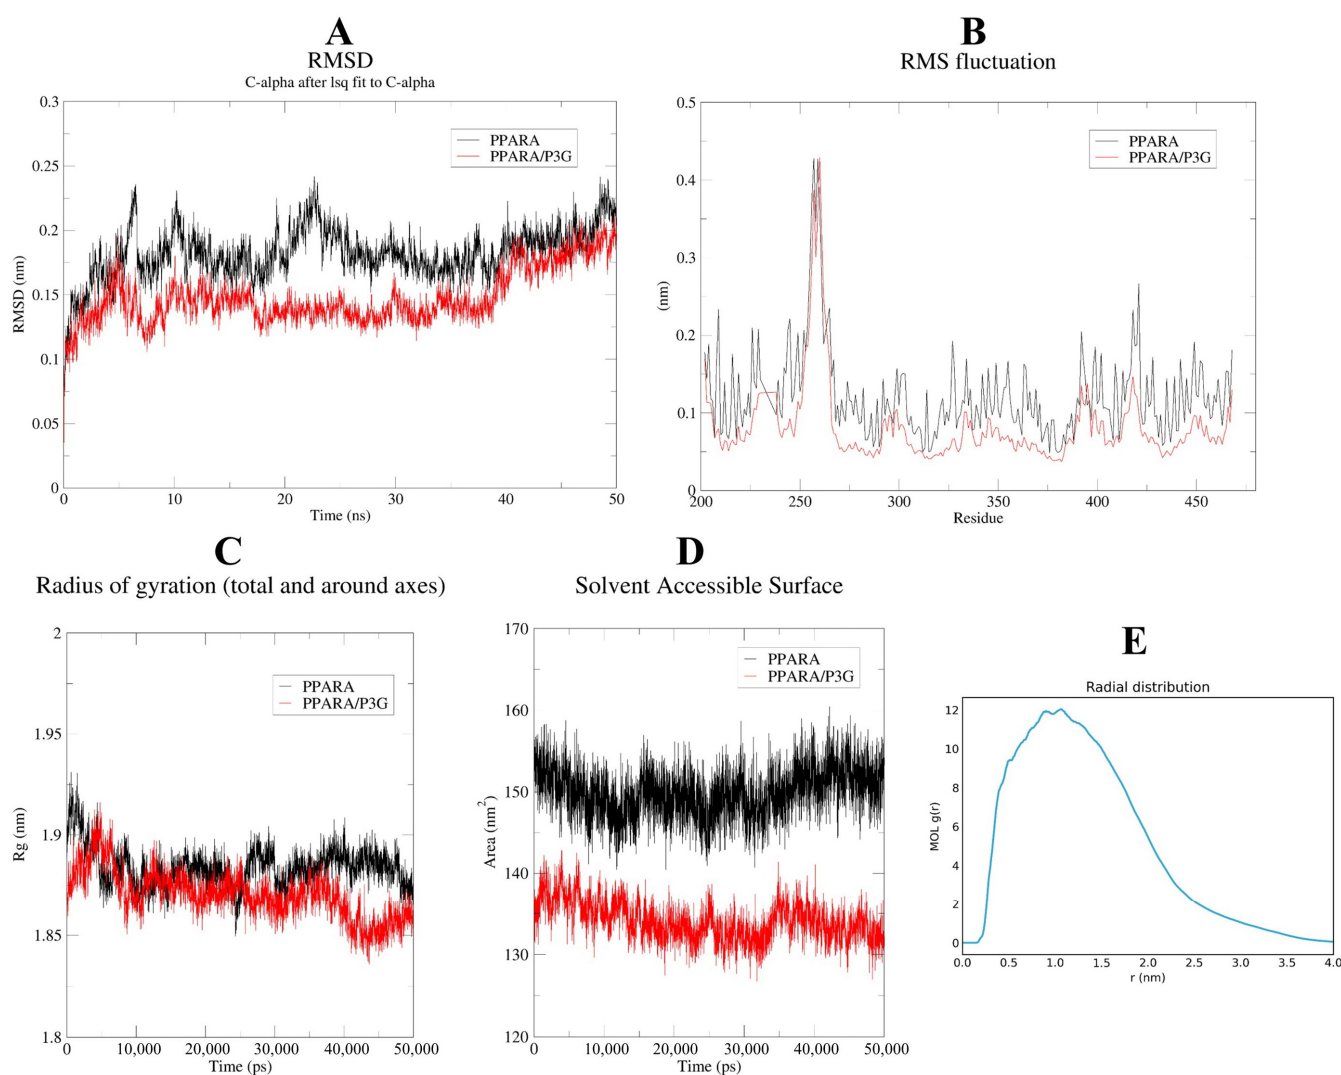 A
RMSD
C-alpha after lsq fit to C-alpha
0.3
0.25
0.2
0.15
0.1
0.05
0
RMSD (nm)
PPARA
PPARA/P3G
0 10 20 30 40 50
Time (ns)
B
RMS fluctuation
0.5
0.4
0.3
0.2
0.1
0
(nm)
PPARA
PPARA/P3G
200 250 300 350 400 450
Residue
C
Radius of gyration (total and around axes)
2
1.95
1.9
1.85
1.8
Rg (nm)
PPARA
PPARA/P3G
0 10,000 20,000 30,000 40,000 50,000
Time (ps)
D
Solvent Accessible Surface
170
160
150
140
130
120
Area (nm²)
PPARA
PPARA/P3G
0 10,000 20,000 30,000 40,000 50,000
Time (ps)
E
Radial distribution
12
10
8
6
4
2
0
MOL g(r)
0.0 0.5 1.0 1.5 2.0 2.5 3.0 3.5 4.0
r (nm)